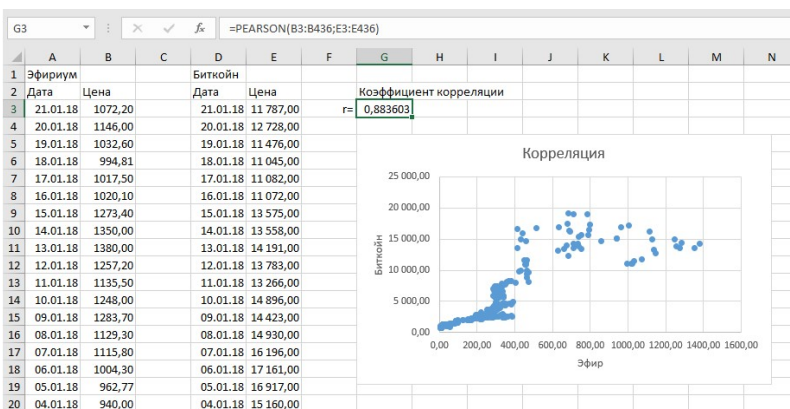 G3 fx =PEARSON(B3:B436;E3:E436)
A B C D E F G H I J K L M N
1 Эфириум Биткойн
2 Дата Цена Дата Цена Коэффициент корреляции
3 21.01.18 1072,20 21.01.18 11 787,00 r= 0,883603
4 20.01.18 1146,00 20.01.18 12 728,00
5 19.01.18 1032,60 19.01.18 11 476,00
6 18.01.18 994,81 18.01.18 11 045,00
7 17.01.18 1017,50 17.01.18 11 082,00
8 16.01.18 1020,10 16.01.18 11 072,00
9 15.01.18 1273,40 15.01.18 13 575,00
10 14.01.18 1350,00 14.01.18 13 558,00
11 13.01.18 1380,00 13.01.18 14 191,00
12 12.01.18 1257,20 12.01.18 13 783,00
13 11.01.18 1135,50 11.01.18 13 266,00
14 10.01.18 1248,00 10.01.18 14 896,00
15 09.01.18 1283,70 09.01.18 14 423,00
16 08.01.18 1129,30 08.01.18 14 930,00
17 07.01.18 1115,80 07.01.18 16 196,00
18 06.01.18 1004,30 06.01.18 17 161,00
19 05.01.18 962,77 05.01.18 16 917,00
20 04.01.18 940,00 04.01.18 15 160,00
Корреляция
25 000,00
20 000,00
15 000,00
10 000,00
5 000,00
0,00
Биткойн
0,00 200,00 400,00 600,00 800,00 1000,00 1200,00 1400,00 1600,00
Эфир